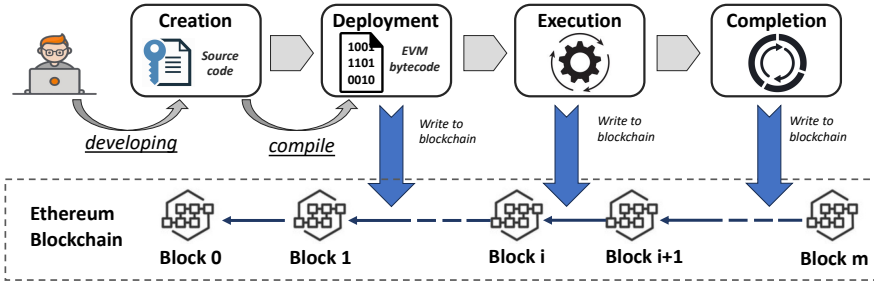 Creation
Deployment
Execution
Completion
Source
code
1001
1101
0010
EVM
bytecode
developing
compile
Write to
blockchain
Write to
blockchain
Write to
blockchain
Ethereum
Blockchain
Block 0
Block 1
Block i
Block i+1
Block m